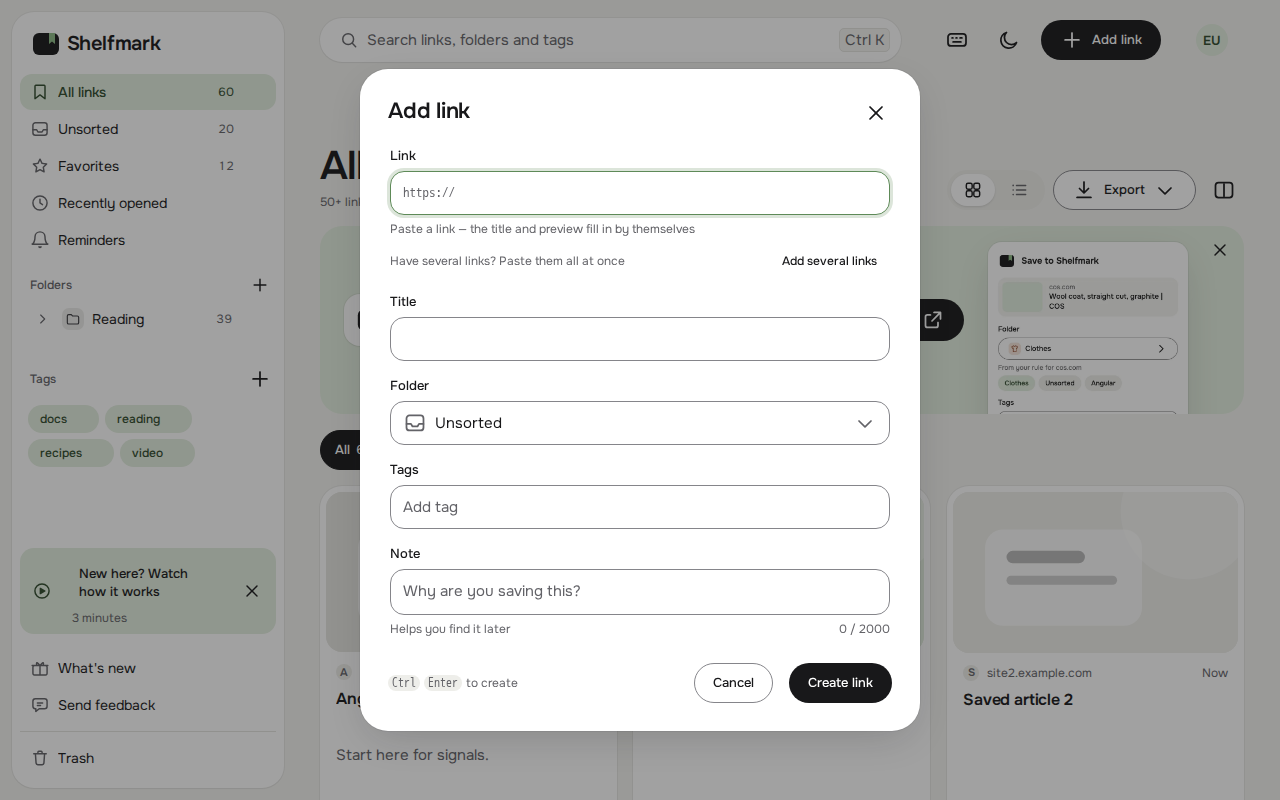 Shelfmark
Search links, folders and tags
Ctrl K
Add link
EU
All links 60
Unsorted 20
Favorites 12
Recently opened
Reminders
Folders
Reading 39
Tags
docs reading
recipes video
New here? Watch
how it works
3 minutes
What's new
Send feedback
Trash
50+
Export
Save to Shelfmark
cos.com
Wool coat, straight cut, graphite |
COS
Folder
Clothes
From your rule for cos.com
Clothes Unsorted Angular
Tags
All
A
Start here for signals.
S site2.example.com Now
Saved article 2
Add link
Link
https://
Paste a link — the title and preview fill in by themselves
Have several links? Paste them all at once
Add several links
Title
Folder
Unsorted
Tags
Add tag
Note
Why are you saving this?
Helps you find it later
0 / 2000
Ctrl Enter to create
Cancel
Create link